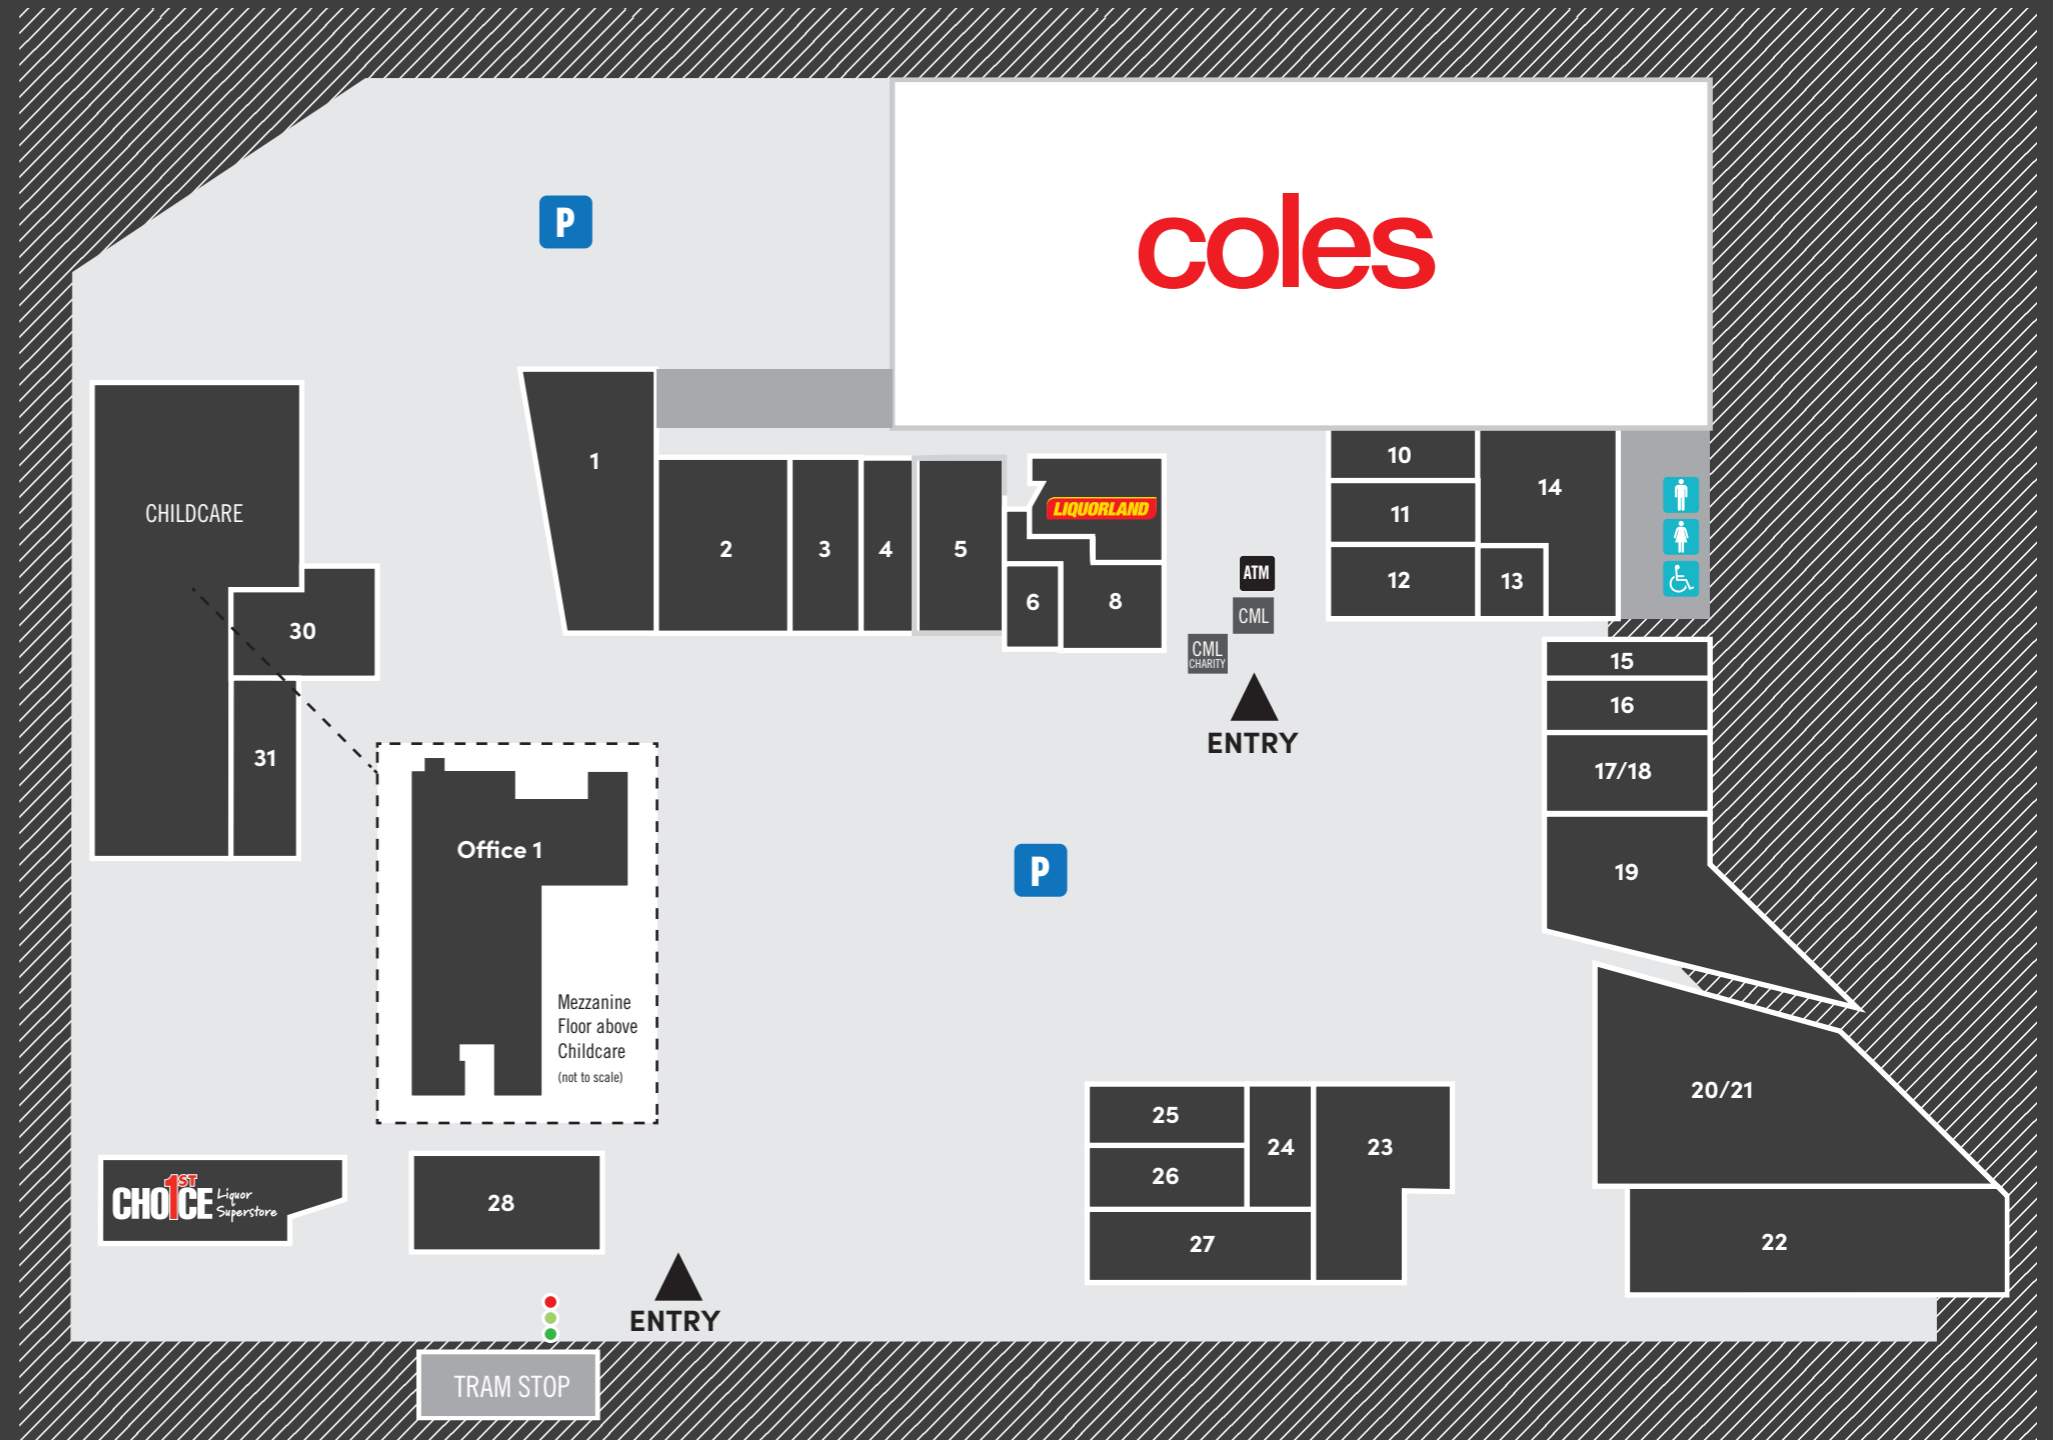 P
coles
1
2
3
4
5
LIQUORLAND
6
8
10
11
12
13
14
ATM
CML
CML
CHARITY
ENTRY
CHILDCARE
30
31
15
16
17/18
19
Office 1
P
Mezzanine
Floor above
Childcare
(not to scale)
20/21
22
25
26
24
23
27
1ST
CHOICE
Liquor
Superstore
28
ENTRY
TRAM STOP